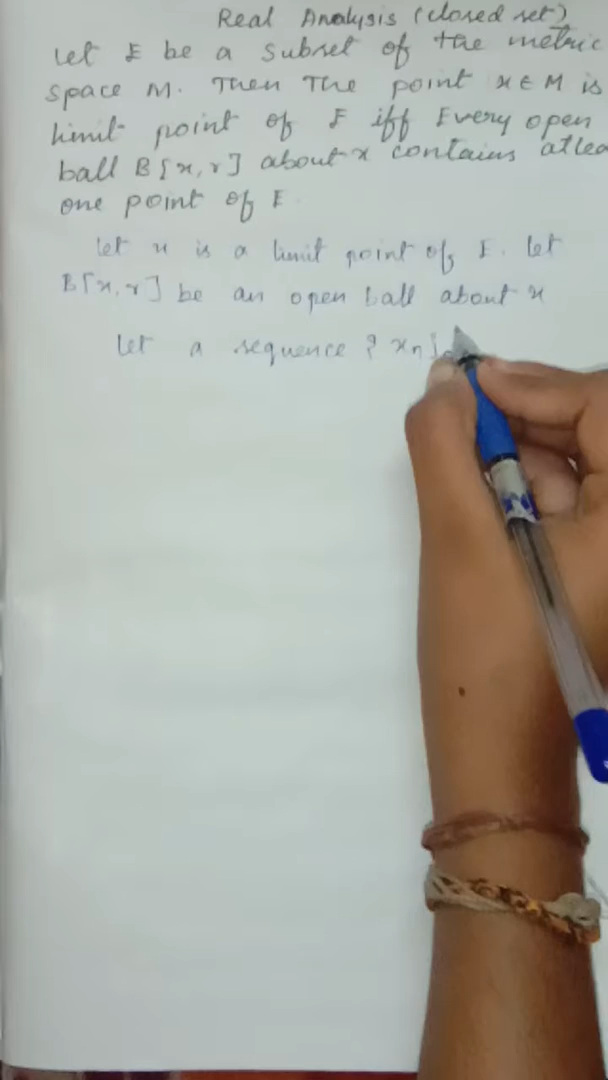 Real Analysis (closed set)
Let E be a subset of the metric
space M. Then The point x ∈ M is
limit point of E iff Every open
ball B[x, r] about x contains atlea
one point of E.
Let x is a limit point of E. Let
B[x, r] be an open ball about x
Let a sequence {xn}